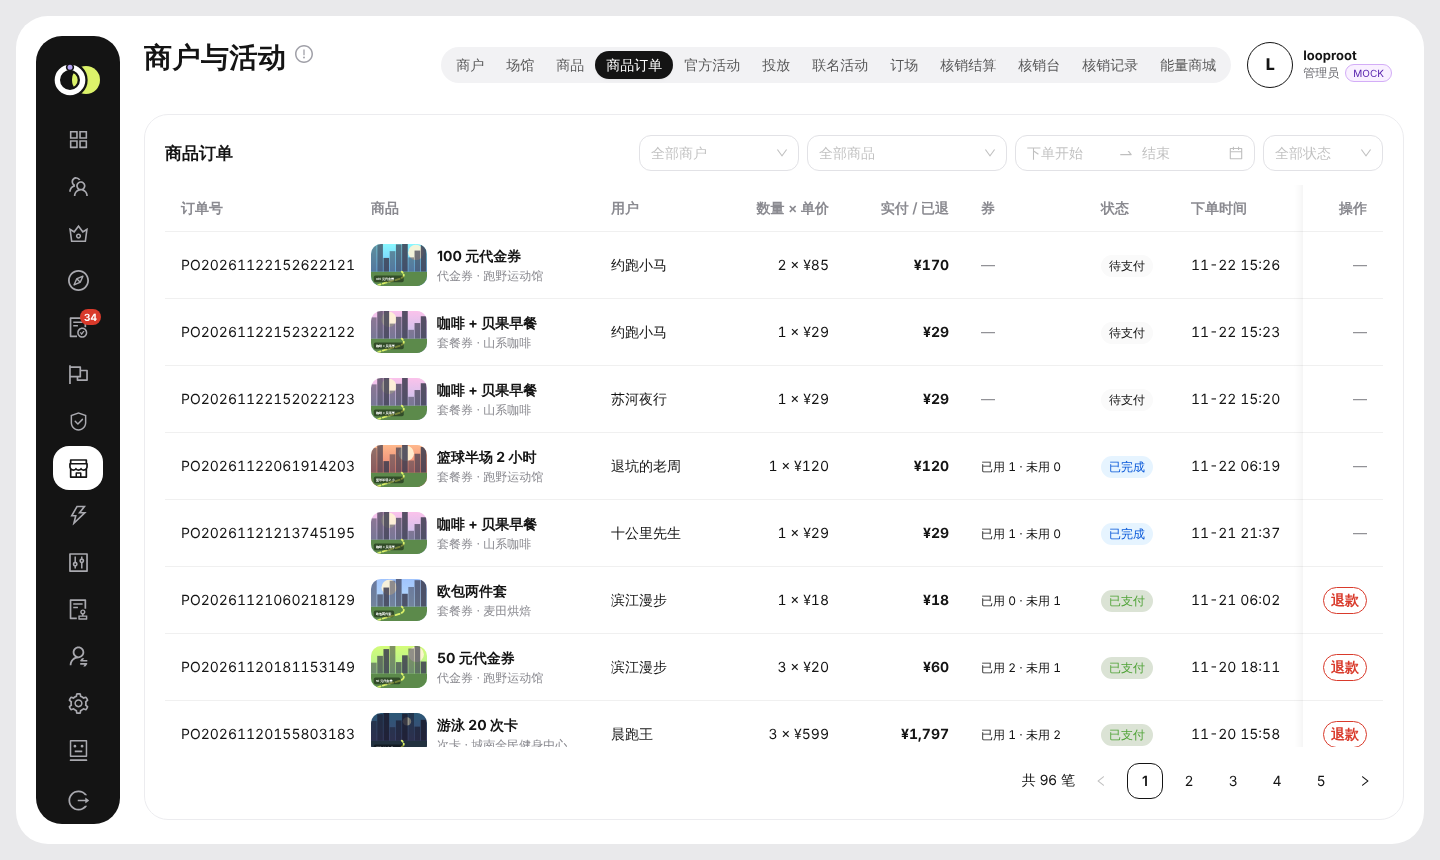 商户与活动
商户 场馆 商品 商品订单 官方活动 投放 联名活动 订场 核销结算 核销台 核销记录 能量商城
L
looproot
管理员 MOCK
34
商品订单
全部商户 全部商品 下单开始 → 结束 全部状态
订单号 商品 用户 数量 × 单价 实付 / 已退 券 状态 下单时间 操作
PO20261122152622121 100 元代金券 约跑小马 2 × ¥85 ¥170 — 待支付 11-22 15:26 —
代金券 · 跑野运动馆
PO20261122152322122 咖啡 + 贝果早餐 约跑小马 1 × ¥29 ¥29 — 待支付 11-22 15:23 —
套餐券 · 山系咖啡
PO20261122152022123 咖啡 + 贝果早餐 苏河夜行 1 × ¥29 ¥29 — 待支付 11-22 15:20 —
套餐券 · 山系咖啡
PO20261122061914203 篮球半场 2 小时 退坑的老周 1 × ¥120 ¥120 已用 1 · 未用 0 已完成 11-22 06:19 —
套餐券 · 跑野运动馆
PO20261121213745195 咖啡 + 贝果早餐 十公里先生 1 × ¥29 ¥29 已用 1 · 未用 0 已完成 11-21 21:37 —
套餐券 · 山系咖啡
PO20261121060218129 欧包两件套 滨江漫步 1 × ¥18 ¥18 已用 0 · 未用 1 已支付 11-21 06:02 退款
套餐券 · 麦田烘焙
PO20261120181153149 50 元代金券 滨江漫步 3 × ¥20 ¥60 已用 2 · 未用 1 已支付 11-20 18:11 退款
代金券 · 跑野运动馆
PO20261120155803183 游泳 20 次卡 晨跑王 3 × ¥599 ¥1,797 已用 1 · 未用 2 已支付 11-20 15:58 退款
次卡 · 城南全民健身中心
共 96 笔 1 2 3 4 5